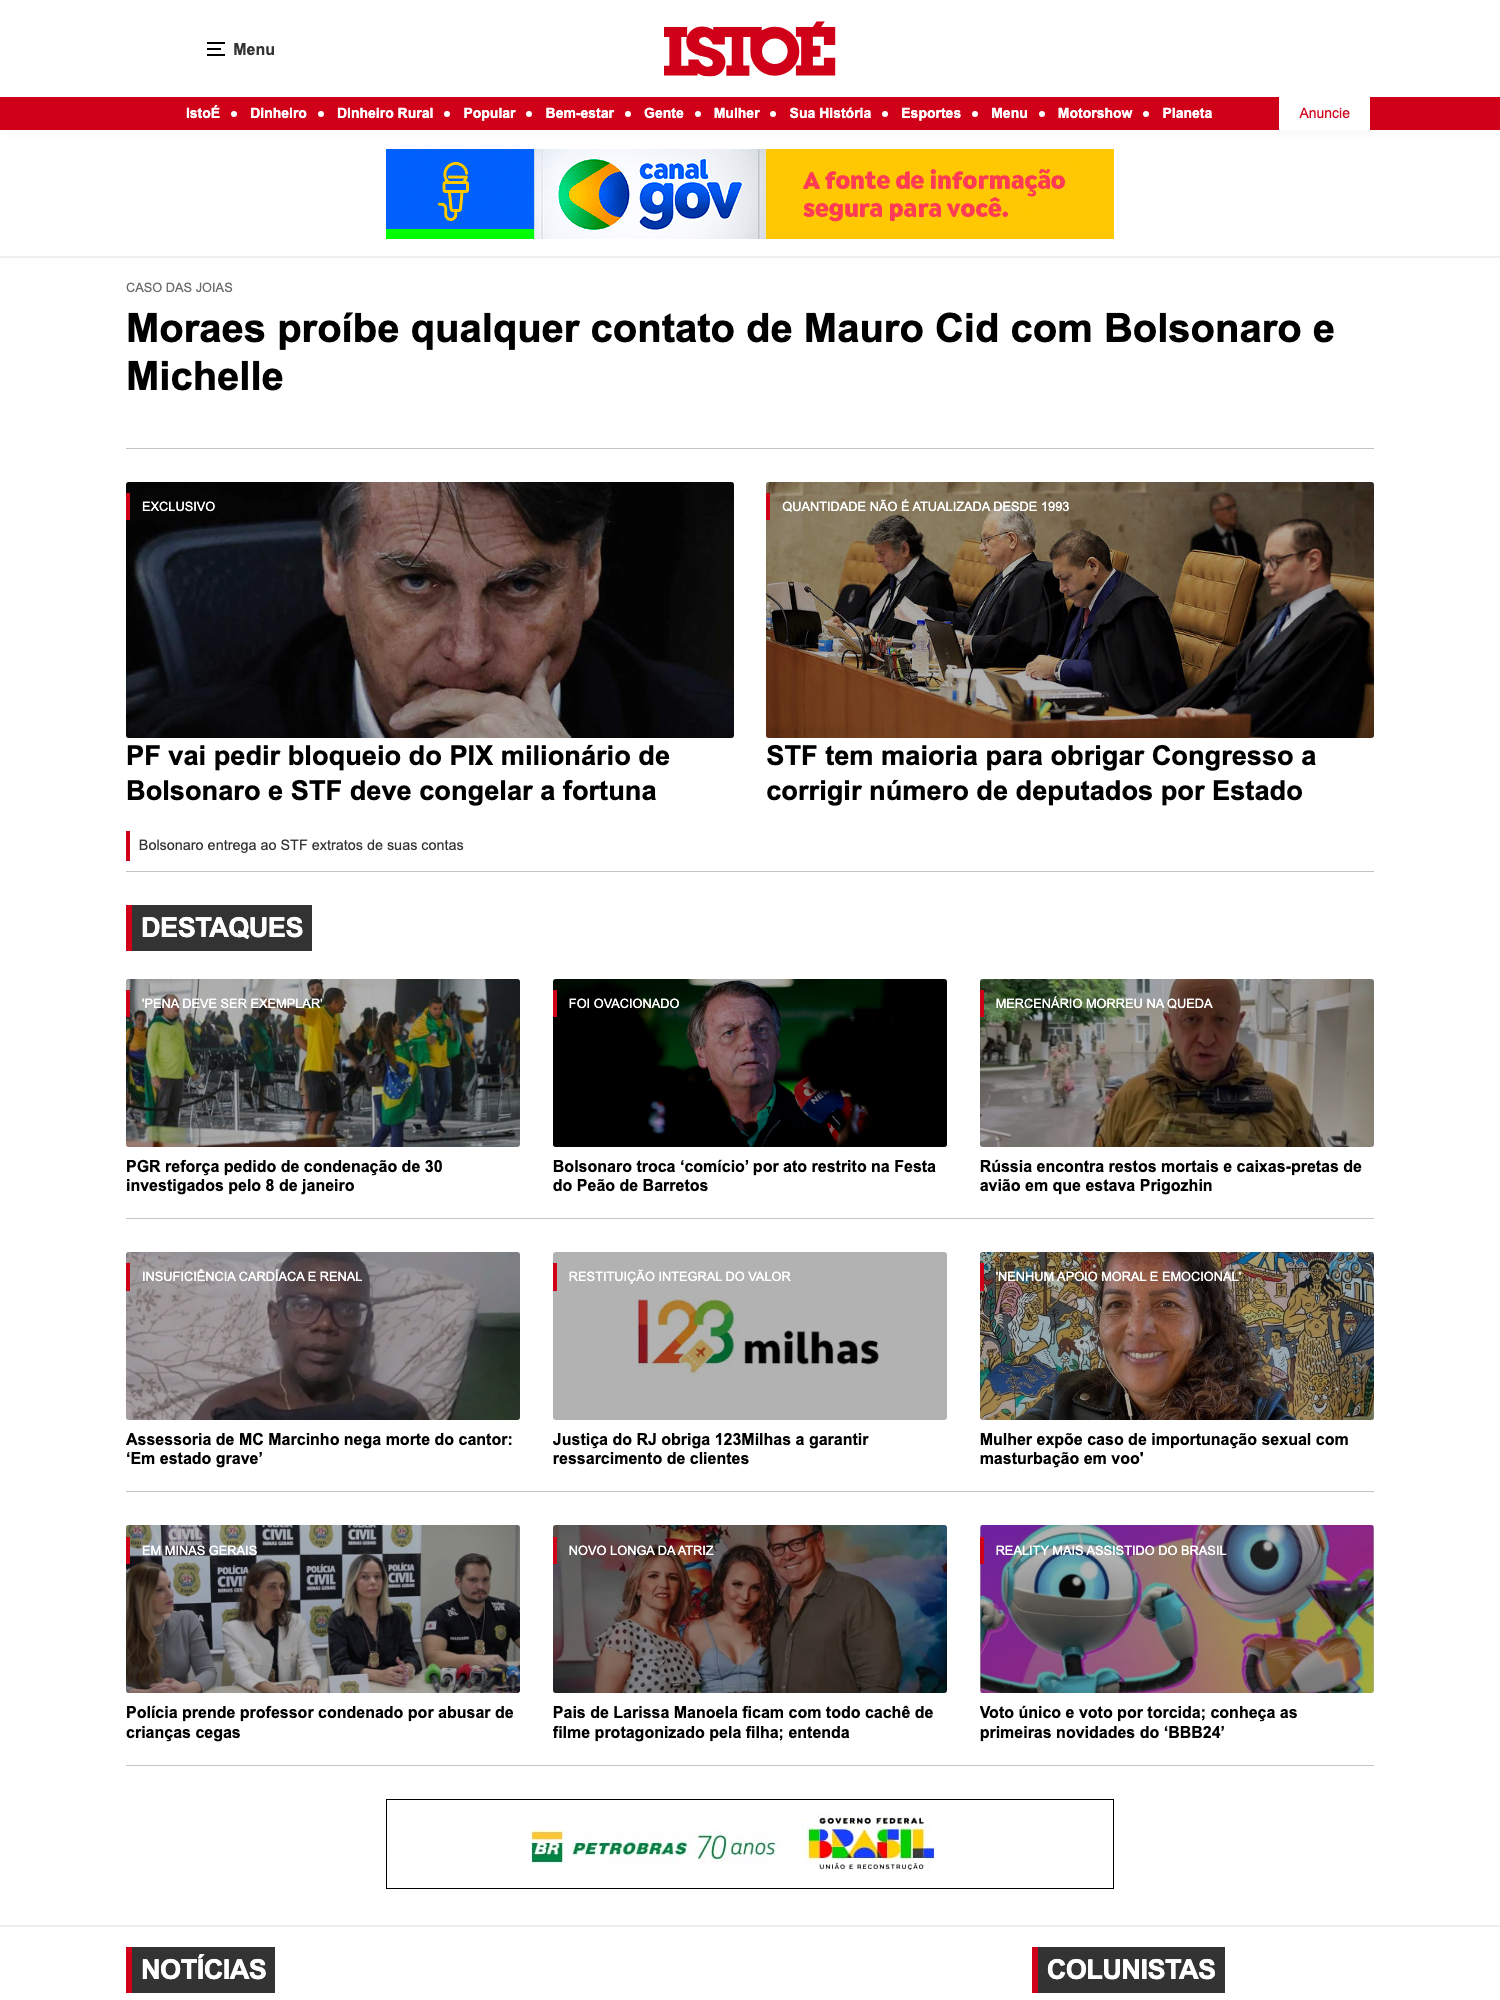 Menu
ISTOÉ
IstoÉ • Dinheiro • Dinheiro Rural • Popular • Bem-estar • Gente • Mulher • Sua História • Esportes • Menu • Motorshow • Planeta
Anuncie
canal
gov
A fonte de informação
segura para você.
CASO DAS JOIAS
Moraes proíbe qualquer contato de Mauro Cid com Bolsonaro e
Michelle
EXCLUSIVO
PF vai pedir bloqueio do PIX milionário de
Bolsonaro e STF deve congelar a fortuna
Bolsonaro entrega ao STF extratos de suas contas
QUANTIDADE NÃO É ATUALIZADA DESDE 1993
STF tem maioria para obrigar Congresso a
corrigir número de deputados por Estado
DESTAQUES
'PENA DEVE SER EXEMPLAR'
PGR reforça pedido de condenação de 30
investigados pelo 8 de janeiro
FOI OVACIONADO
Bolsonaro troca ‘comício’ por ato restrito na Festa
do Peão de Barretos
MERCENÁRIO MORREU NA QUEDA
Rússia encontra restos mortais e caixas-pretas de
avião em que estava Prigozhin
INSUFICIÊNCIA CARDÍACA E RENAL
Assessoria de MC Marcinho nega morte do cantor:
‘Em estado grave’
RESTITUIÇÃO INTEGRAL DO VALOR
123milhas
Justiça do RJ obriga 123Milhas a garantir
ressarcimento de clientes
'NENHUM APOIO MORAL E EMOCIONAL'
Mulher expõe caso de importunação sexual com
masturbação em voo'
EM MINAS GERAIS
POLÍCIA
CIVIL
MINAS GERAIS
Polícia prende professor condenado por abusar de
crianças cegas
NOVO LONGA DA ATRIZ
Pais de Larissa Manoela ficam com todo cachê de
filme protagonizado pela filha; entenda
REALITY MAIS ASSISTIDO DO BRASIL
Voto único e voto por torcida; conheça as
primeiras novidades do ‘BBB24’
BR PETROBRAS 70 anos
GOVERNO FEDERAL
BRASIL
UNIÃO E RECONSTRUÇÃO
NOTÍCIAS
COLUNISTAS